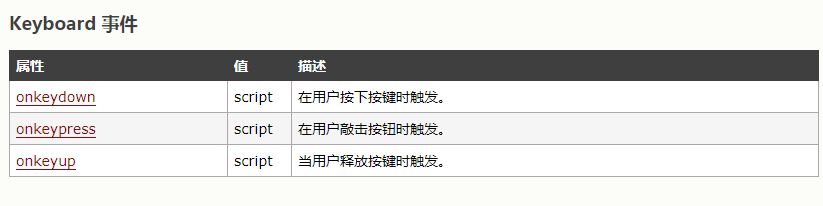 Keyboard 事件
属性 值 描述
onkeydown script 在用户按下按键时触发。
onkeypress script 在用户敲击按钮时触发。
onkeyup script 当用户释放按键时触发。